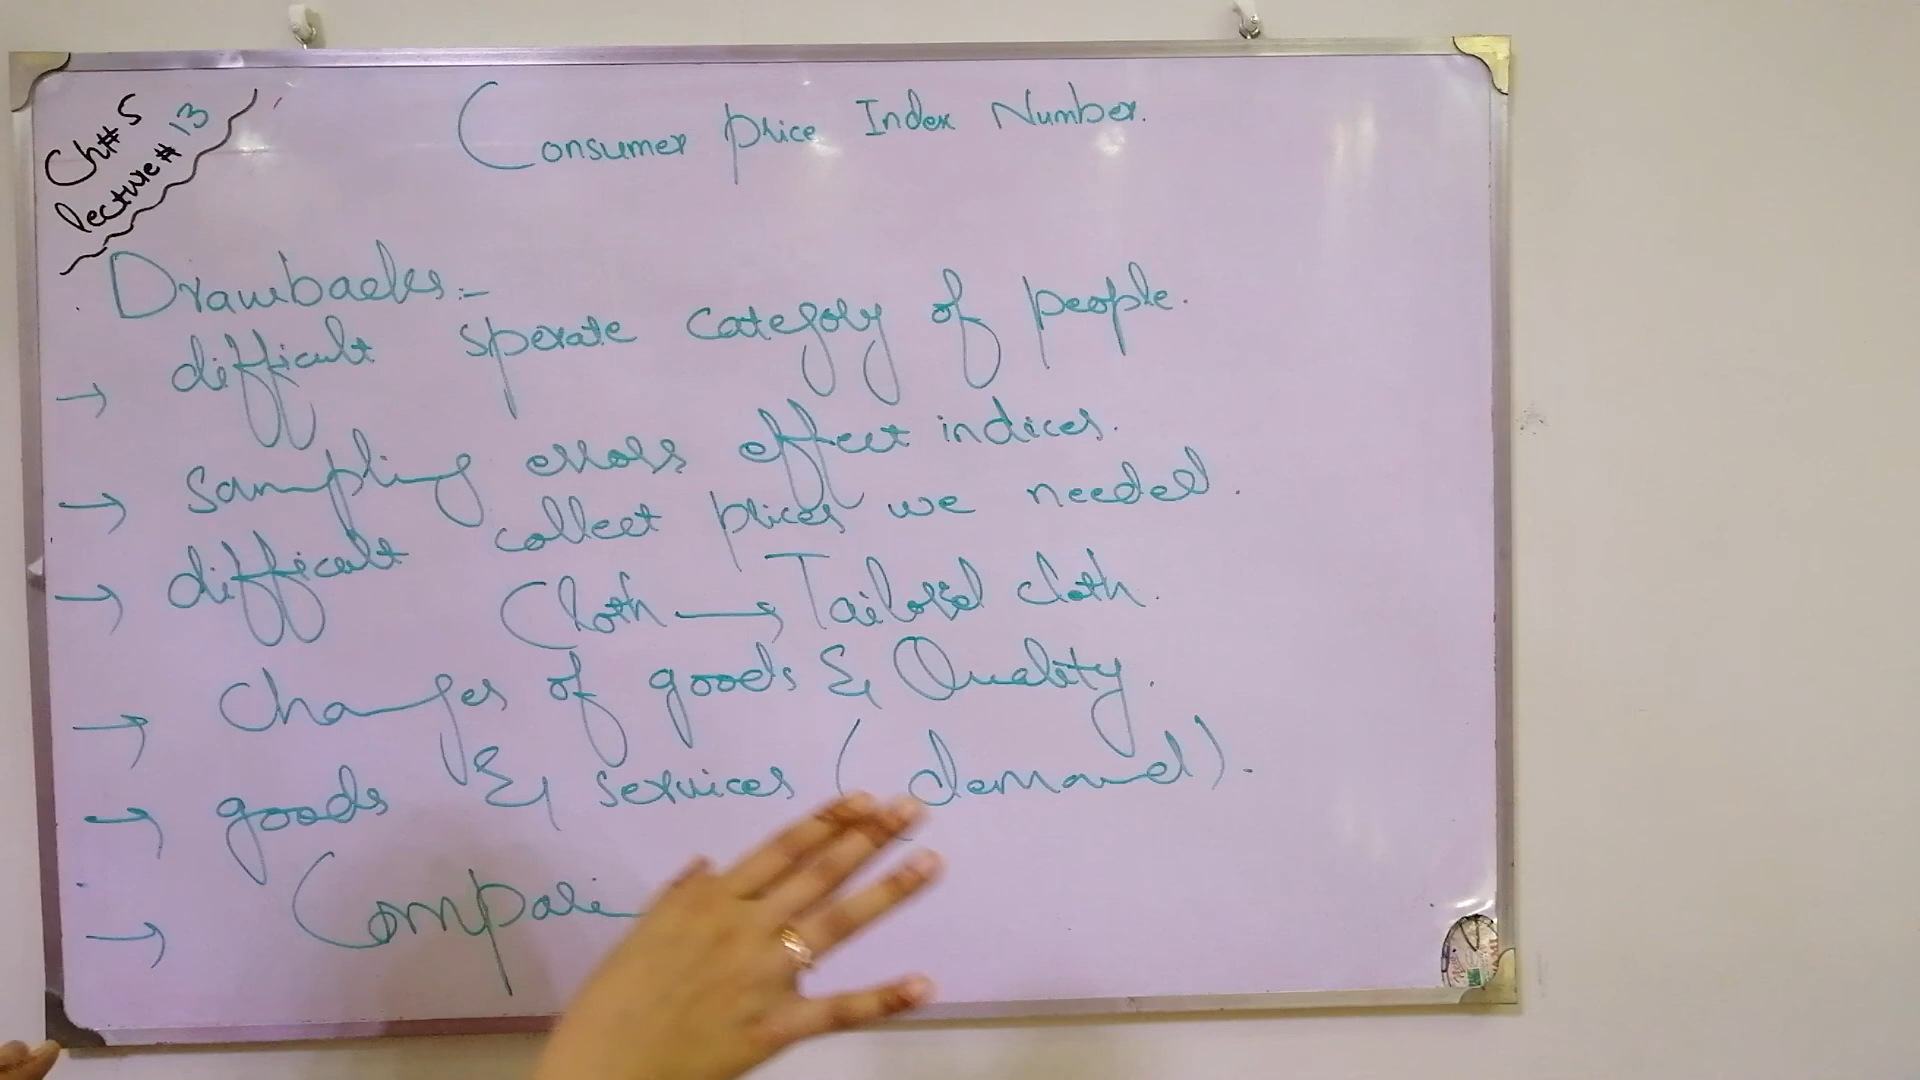 Ch# 5
lecture # 13
Consumer price Index Number.
Drawbacks:-
→ difficult sperate category of people.
→ sampling errors effect indices.
→ difficult collect prices we needed.
Cloth → Tailored cloth.
→ Changes of goods & Quality.
→ goods & services (demand).
→